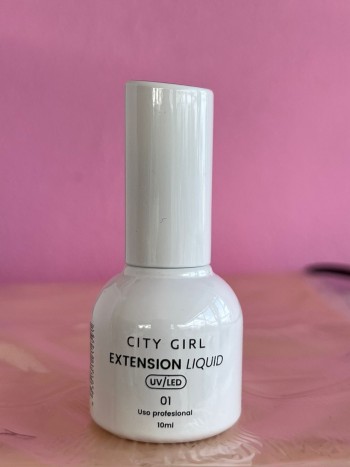 CITY GIRL
EXTENSION LIQUID
UV/LED
01
Uso profesional
10ml